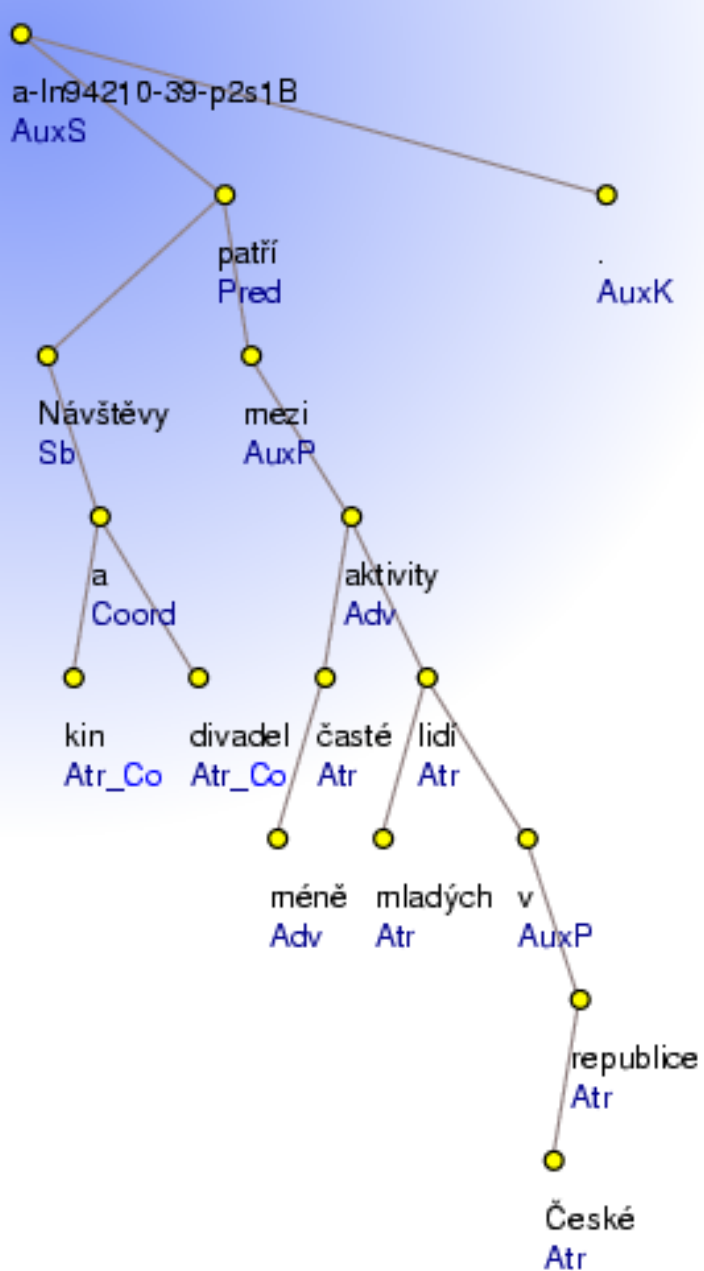 a-ln94210-39-p2s1B
AuxS
patří .
Pred AuxK
Návštěvy mezi
Sb AuxP
a aktivity
Coord Adv
kin divadel časté lidí
Atr_Co Atr_Co Atr Atr
méně mladých v
Adv Atr AuxP
republice
Atr
České
Atr